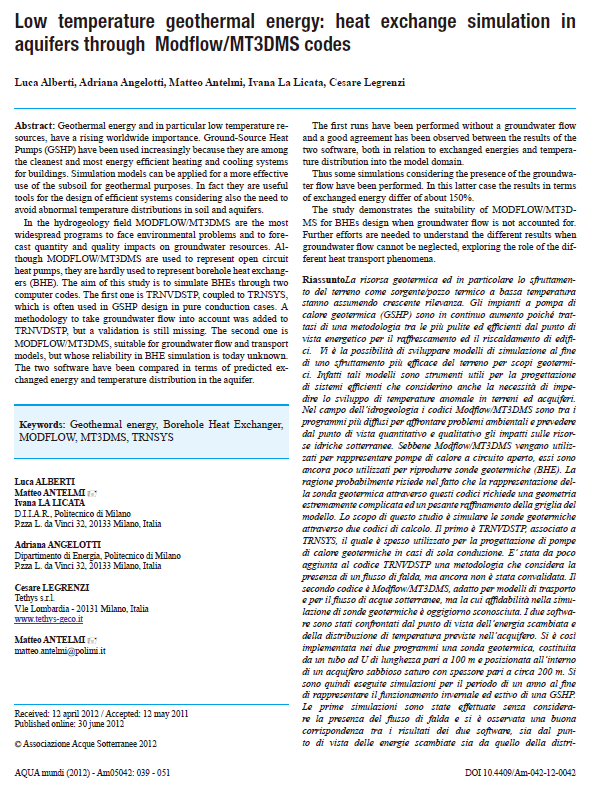 Low temperature geothermal energy: heat exchange simulation in
aquifers through Modflow/MT3DMS codes
Luca Alberti, Adriana Angelotti, Matteo Antelmi, Ivana La Licata, Cesare Legrenzi
Abstract: Geothermal energy and in particular low temperature re-
sources, have a rising worldwide importance. Ground-Source Heat
Pumps (GSHP) have been used increasingly because they are among
the cleanest and most energy efficient heating and cooling systems
for buildings. Simulation models can be applied for a more effective
use of the subsoil for geothermal purposes. In fact they are useful
tools for the design of efficient systems considering also the need to
avoid abnormal temperature distributions in soil and aquifers.
In the hydrogeology field MODFLOW/MT3DMS are the most
widespread programs to face environmental problems and to fore-
cast quantity and quality impacts on groundwater resources. Al-
though MODFLOW/MT3DMS are used to represent open circuit
heat pumps, they are hardly used to represent borehole heat exchang-
ers (BHE). The aim of this study is to simulate BHEs through two
computer codes. The first one is TRNVDSTP, coupled to TRNSYS,
which is often used in GSHP design in pure conduction cases. A
methodology to take groundwater flow into account was added to
TRNVDSTP, but a validation is still missing. The second one is
MODFLOW/MT3DMS, suitable for groundwater flow and transport
models, but whose reliability in BHE simulation is today unknown.
The two software have been compared in terms of predicted ex-
changed energy and temperature distribution in the aquifer.
Keywords: Geothermal energy, Borehole Heat Exchanger,
MODFLOW, MT3DMS, TRNSYS
Luca ALBERTI
Matteo ANTELMI
Ivana LA LICATA
D.I.I.A.R., Politecnico di Milano
P.zza L. da Vinci 32, 20133 Milano, Italia
Adriana ANGELOTTI
Dipartimento di Energia, Politecnico di Milano
P.zza L. da Vinci 32, 20133 Milano, Italia
Cesare LEGRENZI
Tethys s.r.l.
V.le Lombardia - 20131 Milano, Italia
www.tethys-geco.it
Matteo ANTELMI
matteo.antelmi@polimi.it
Received: 12 april 2012 / Accepted: 12 may 2011
Published online: 30 june 2012
© Associazione Acque Sotterranee 2012
The first runs have been performed without a groundwater flow
and a good agreement has been observed between the results of the
two software, both in relation to exchanged energies and tempera-
ture distribution into the model domain.
Thus some simulations considering the presence of the groundwa-
ter flow have been performed. In this latter case the results in terms
of exchanged energy differ of about 150%.
The study demonstrates the suitability of MODFLOW/MT3D-
MS for BHEs design when groundwater flow is not accounted for.
Further efforts are needed to understand the different results when
groundwater flow cannot be neglected, exploring the role of the dif-
ferent heat transport phenomena.
RiassuntoLa risorsa geotermica ed in particolare lo sfruttamen-
to del terreno come sorgente/pozzo termico a bassa temperatura
stanno assumendo crescente rilevanza. Gli impianti a pompa di
calore geotermica (GSHP) sono in continuo aumento poiché trat-
tasi di una metodologia tra le più pulite ed efficienti dal punto di
vista energetico per il raffrescamento ed il riscaldamento di edifi-
ci. Vi è la possibilità di sviluppare modelli di simulazione al fine
di uno sfruttamento più efficace del terreno per scopi geotermi-
ci. Infatti tali modelli sono strumenti utili per la progettazione
di sistemi efficienti che considerino anche la necessità di impe-
dire lo sviluppo di temperature anomale in terreni ed acquiferi.
Nel campo dell'idrogeologia i codici Modflow/MT3DMS sono tra i
programmi più diffusi per affrontare problemi ambientali e prevedere
dal punto di vista quantitativo e qualitativo gli impatti sulle risor-
se idriche sotterranee. Sebbene Modflow/MT3DMS vengano utiliz-
zati per rappresentare pompe di calore a circuito aperto, essi sono
ancora poco utilizzati per riprodurre sonde geotermiche (BHE). La
ragione probabilmente risiede nel fatto che la rappresentazione del-
la sonda geotermica attraverso questi codici richiede una geometria
estremamente complicata ed un pesante raffinamento della griglia del
modello. Lo scopo di questo studio è simulare le sonde geotermiche
attraverso due codici di calcolo. Il primo è TRNVDSTP, associato a
TRNSYS, il quale è spesso utilizzato per la progettazione di pompe
di calore geotermiche in casi di sola conduzione. E' stata da poco
aggiunta al codice TRNVDSTP una metodologia che considera la
presenza di un flusso di falda, ma ancora non è stata convalidata. Il
secondo codice è Modflow/MT3DMS, adatto per modelli di trasporto
e per il flusso di acque sotterranee, ma la cui affidabilità nella simu-
lazione di sonde geotermiche è oggigiorno sconosciuta. I due softwa-
re sono stati confrontati dal punto di vista dell'energia scambiata e
della distribuzione di temperatura previste nell'acquifero. Si è così
implementata nei due programmi una sonda geotermica, costituita
da un tubo ad U di lunghezza pari a 100 m e posizionata all'interno
di un acquifero sabbioso saturo con spessore pari a circa 200 m. Si
sono quindi eseguite simulazioni per il periodo di un anno al fine
di rappresentare il funzionamento invernale ed estivo di una GSHP.
Le prime simulazioni sono state effettuate senza considera-
re la presenza del flusso di falda e si è osservata una buona
corrispondenza tra i risultati dei due software, sia dal pun-
to di vista delle energie scambiate sia da quello della distri-
AQUA mundi (2012) - Am05042: 039 - 051
DOI 10.4409/Am-042-12-0042